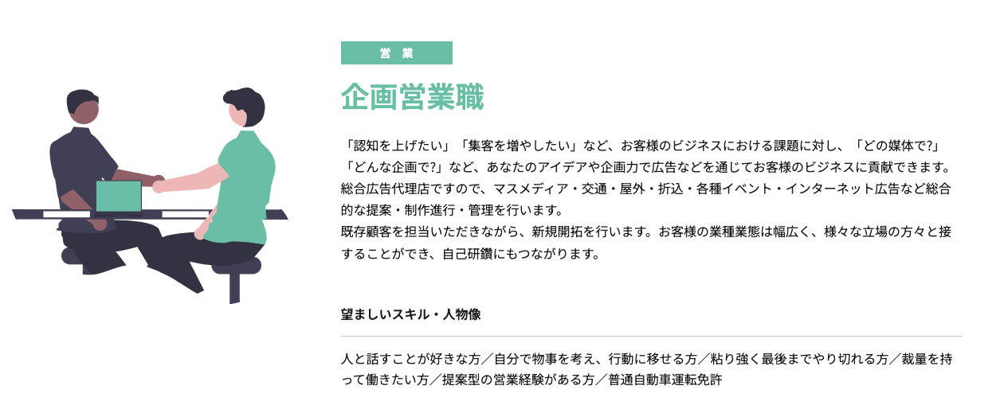 営　業
企画営業職
「認知を上げたい」「集客を増やしたい」など、お客様のビジネスにおける課題に対し、「どの媒体で?」
「どんな企画で?」など、あなたのアイデアや企画力で広告などを通じてお客様のビジネスに貢献できます。
総合広告代理店ですので、マスメディア・交通・屋外・折込・各種イベント・インターネット広告など総合
的な提案・制作進行・管理を行います。
既存顧客を担当いただきながら、新規開拓を行います。お客様の業種業態は幅広く、様々な立場の方々と接
することができ、自己研鑽にもつながります。
望ましいスキル・人物像
人と話すことが好きな方／自分で物事を考え、行動に移せる方／粘り強く最後までやり切れる方／裁量を持
って働きたい方／提案型の営業経験がある方／普通自動車運転免許